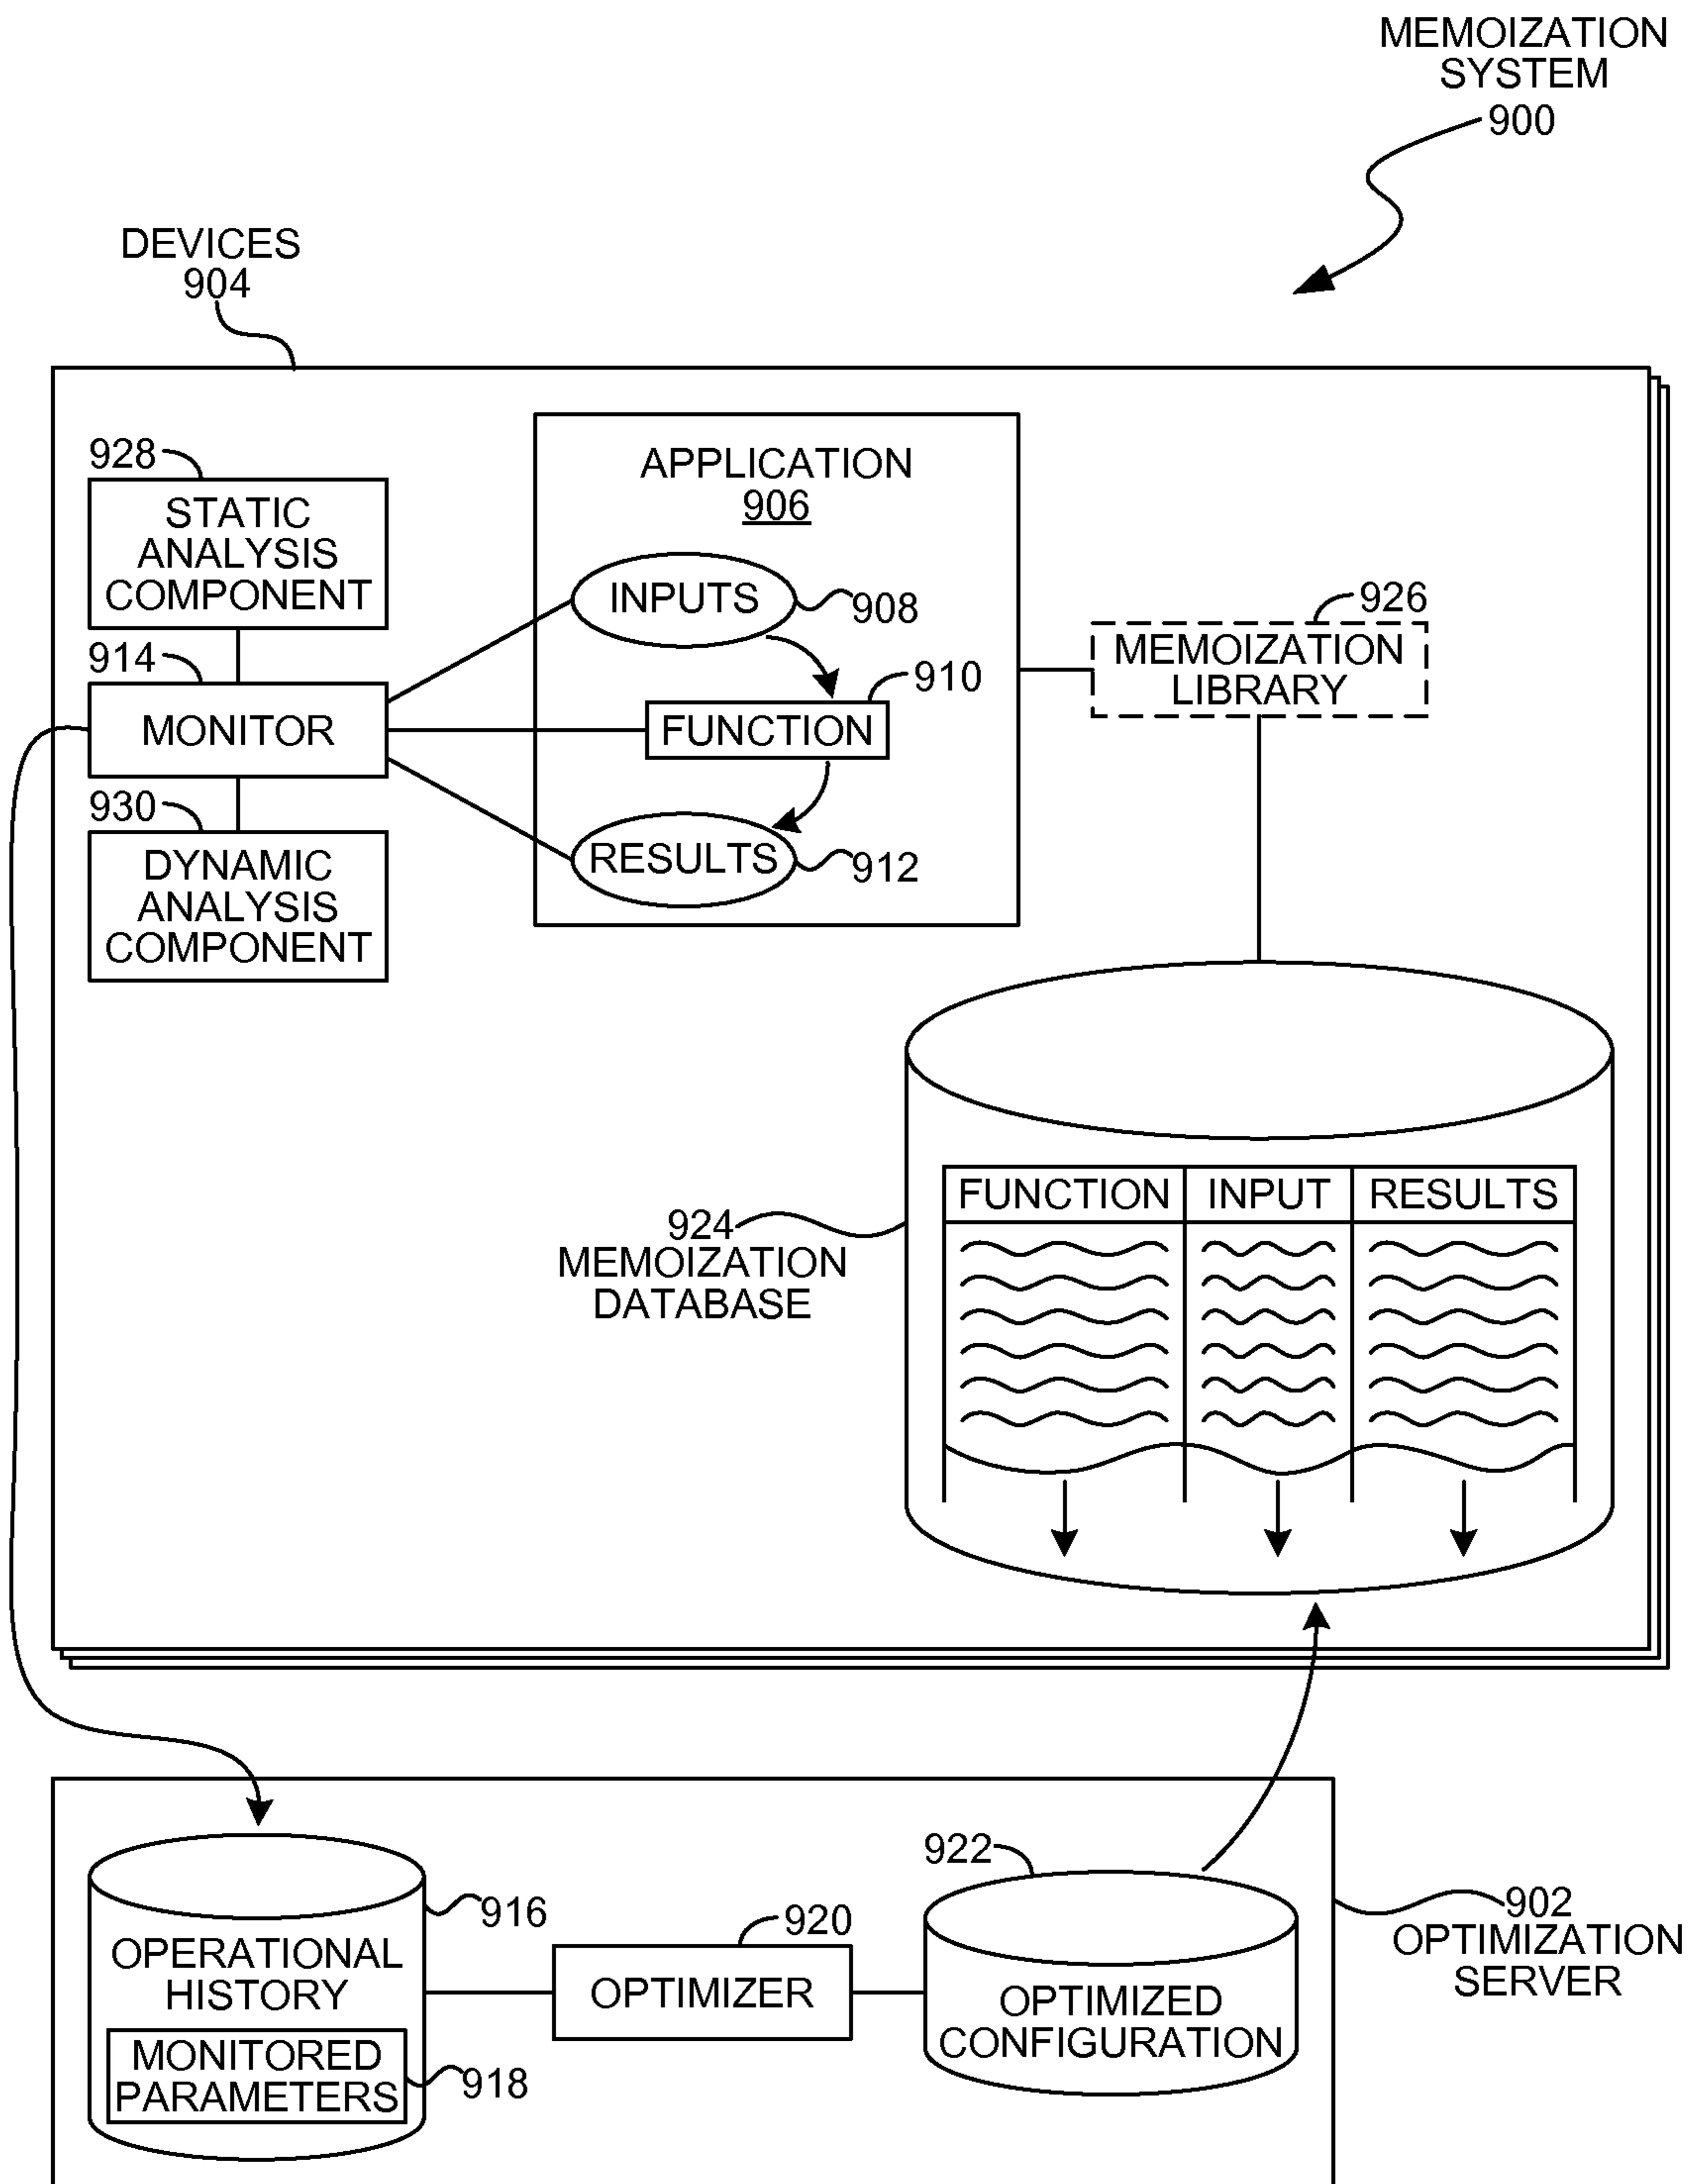 MEMOIZATION
SYSTEM
900
DEVICES
904
928
STATIC
ANALYSIS
COMPONENT
914
MONITOR
930
DYNAMIC
ANALYSIS
COMPONENT
APPLICATION
906
INPUTS
908
910
FUNCTION
RESULTS
912
926
MEMOIZATION
LIBRARY
924
MEMOIZATION
DATABASE
FUNCTION INPUT RESULTS
916
OPERATIONAL
HISTORY
MONITORED
PARAMETERS
918
920
OPTIMIZER
922
OPTIMIZED
CONFIGURATION
902
OPTIMIZATION
SERVER